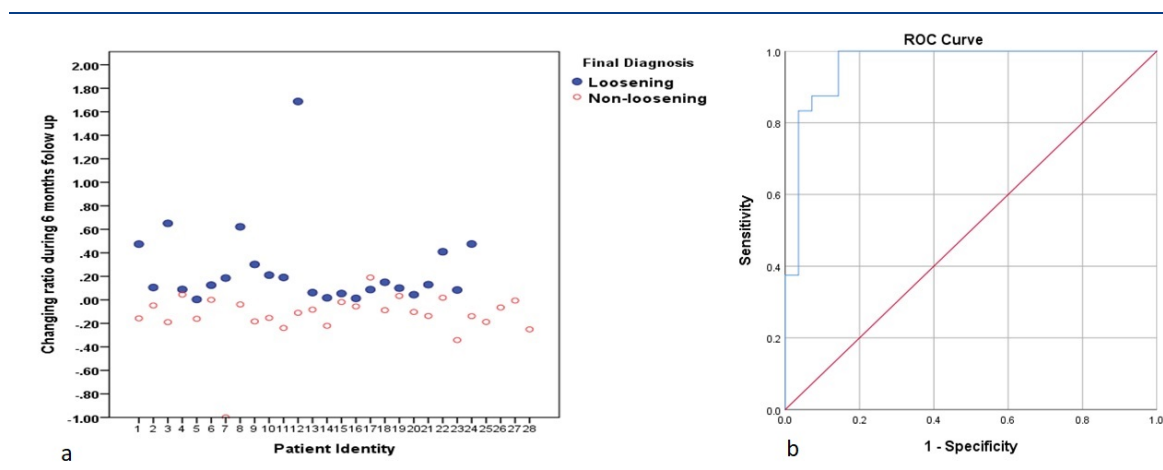 Changing ratio during 6 months folow up
2.00
1.80
1.60
1.40
1.20
1.00
.80
.60
.40
.20
.00
-.20
-.40
-.60
-.80
-1.00
1 2 3 4 5 6 7 8 9 10 11 12 13 14 15 16 17 18 19 20 21 22 23 24 25 26 27 28
Patient Identity
Final Diagnosis
Loosening
Non-loosening
a
ROC Curve
Sensitivity
1.0
0.8
0.6
0.4
0.2
0.0
0.0 0.2 0.4 0.6 0.8 1.0
1 - Specificity
b